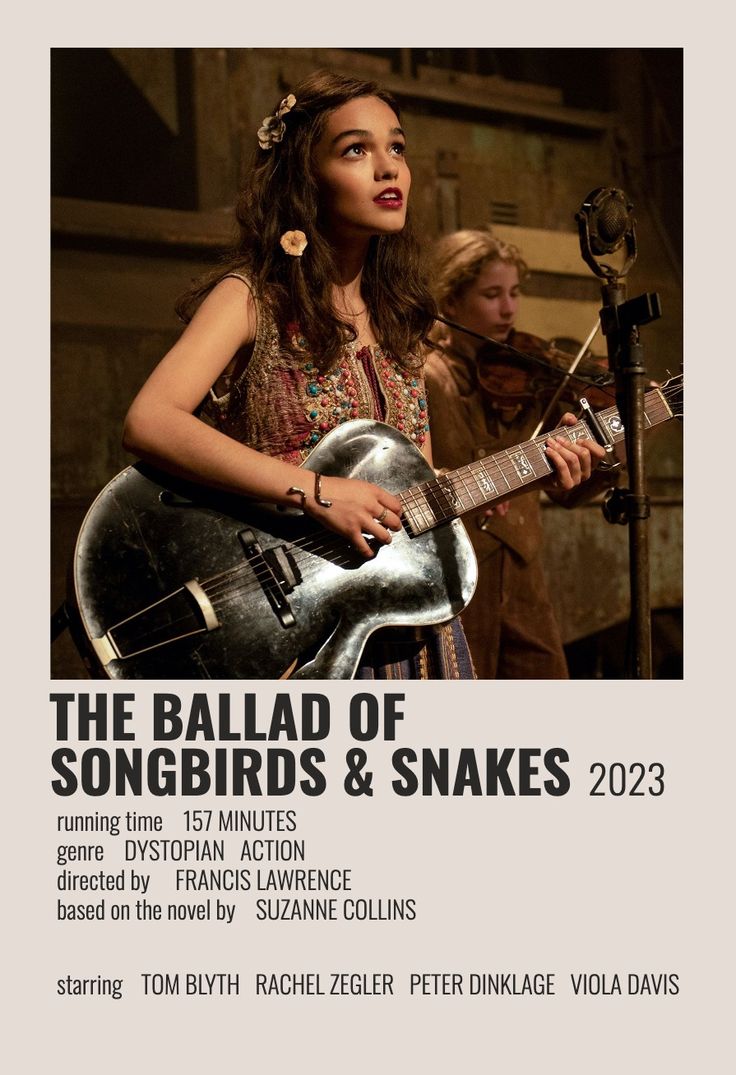 THE BALLAD OF
SONGBIRDS & SNAKES 2023
running time 157 MINUTES
genre DYSTOPIAN ACTION
directed by FRANCIS LAWRENCE
based on the novel by SUZANNE COLLINS
starring TOM BLYTH RACHEL ZEGLER PETER DINKLAGE VIOLA DAVIS